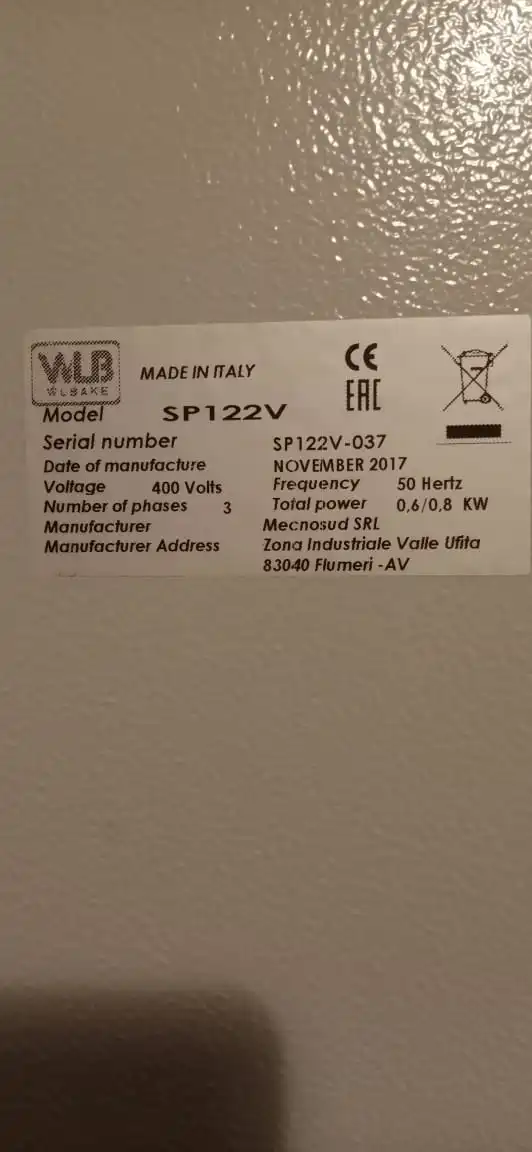 WLB
WLBAKE
MADE IN ITALY
CE
EAC
Model SP122V
Serial number SP122V-037
Date of manufacture NOVEMBER 2017
Voltage 400 Volts Frequency 50 Hertz
Number of phases 3 Total power 0,6/0,8 KW
Manufacturer Mecnosud SRL
Manufacturer Address Zona Industriale Valle Ufita
83040 Flumeri -AV